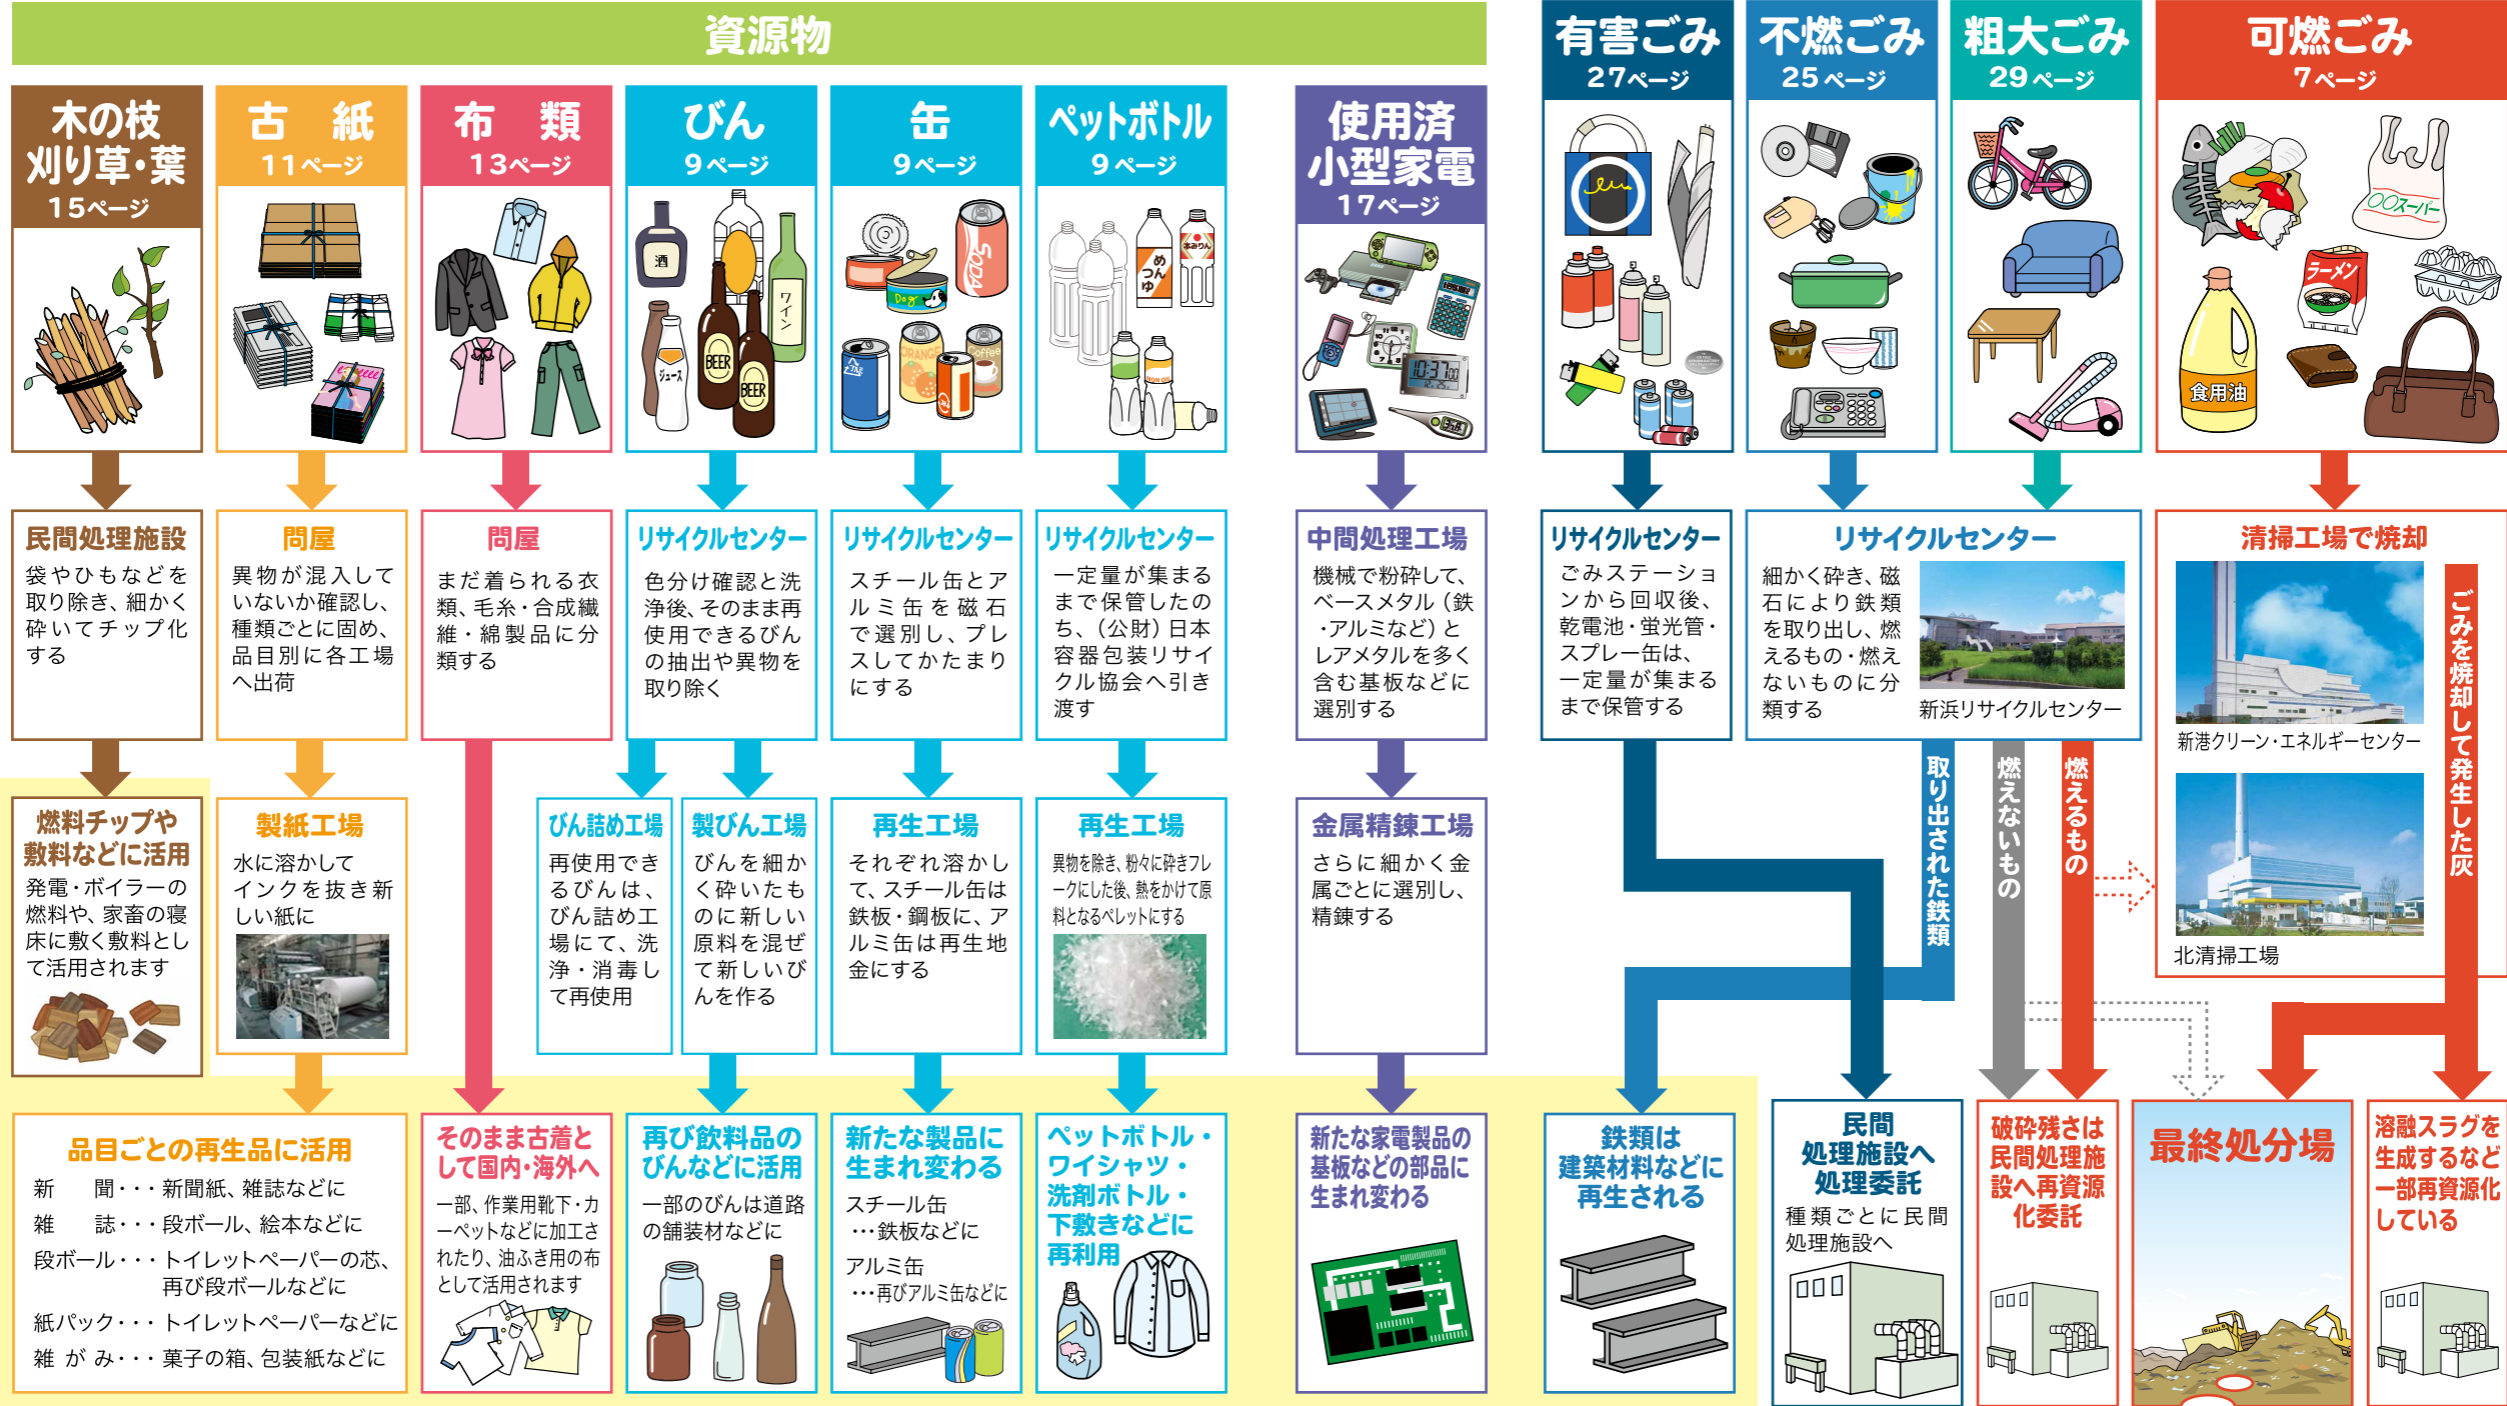 資源物
木の枝
刈り草・葉
15ページ
古　紙
11ページ
布　類
13ページ
びん
9ページ
缶
9ページ
ペットボトル
9ページ
使用済
小型家電
17ページ
有害ごみ
27ページ
不燃ごみ
25ページ
粗大ごみ
29ページ
可燃ごみ
7ページ
酒
ワイン
ジュース
BEER
BEER
SODA
Dog
ORANGE
Coffee
めんつゆ
本みりん
10:37
〇〇スーパー
ラーメン
食用油
民間処理施設
袋やひもなどを
取り除き、細かく
砕いてチップ化
する
問屋
異物が混入して
いないか確認し、
種類ごとに固め、
品目別に各工場
へ出荷
問屋
まだ着られる衣
類、毛糸・合成繊
維・綿製品に分
類する
リサイクルセンター
色分け確認と洗
浄後、そのまま再
使用できるびん
の抽出や異物を
取り除く
リサイクルセンター
スチール缶とア
ルミ缶を磁石
で選別し、プレ
スしてかたまり
にする
リサイクルセンター
一定量が集まる
まで保管したの
ち、(公財)日本
容器包装リサイ
クル協会へ引き
渡す
中間処理工場
機械で粉砕して、
ベースメタル（鉄
・アルミなど）と
レアメタルを多く
含む基板などに
選別する
リサイクルセンター
ごみステーショ
ンから回収後、
乾電池・蛍光管・
スプレー缶は、
一定量が集まる
まで保管する
リサイクルセンター
細かく砕き、磁
石により鉄類
を取り出し、燃
えるもの・燃え
ないものに分
類する
新浜リサイクルセンター
清掃工場で焼却
新港クリーン・エネルギーセンター
北清掃工場
ごみを焼却して発生した灰
取り出された鉄類
燃えないもの
燃えるもの
燃料チップや
敷料などに活用
発電・ボイラーの
燃料や、家畜の寝
床に敷く敷料とし
て活用されます
製紙工場
水に溶かして
インクを抜き新
しい紙に
びん詰め工場
再使用でき
るびんは、
びん詰め工
場にて、洗
浄・消毒し
て再使用
製びん工場
びんを細か
く砕いたも
のに新しい
原料を混ぜ
て新しいび
んを作る
再生工場
それぞれ溶かし
て、スチール缶は
鉄板・鋼板に、ア
ルミ缶は再生地
金にする
再生工場
異物を除き、粉々に砕きフレ
ークにした後、熱をかけて原
料となるペレットにする
金属精錬工場
さらに細かく金
属ごとに選別し、
精錬する
品目ごとの再生品に活用
新　　聞・・・新聞紙、雑誌などに
雑　　誌・・・段ボール、絵本などに
段ボール・・・トイレットペーパーの芯、
再び段ボールなどに
紙パック・・・トイレットペーパーなどに
雑 が み・・・菓子の箱、包装紙などに
そのまま古着と
して国内・海外へ
一部、作業用靴下・カ
ーペットなどに加工さ
れたり、油ふき用の布
として活用されます
再び飲料品の
びんなどに活用
一部のびんは道路
の舗装材などに
新たな製品に
生まれ変わる
スチール缶
・・・鉄板などに
アルミ缶
・・・再びアルミ缶などに
ペットボトル・
ワイシャツ・
洗剤ボトル・
下敷きなどに
再利用
新たな家電製品の
基板などの部品に
生まれ変わる
鉄類は
建築材料などに
再生される
民間
処理施設へ
処理委託
種類ごとに民間
処理施設へ
破砕残さは
民間処理施
設へ再資源
化委託
最終処分場
溶融スラグを
生成するなど
一部再資源化
している